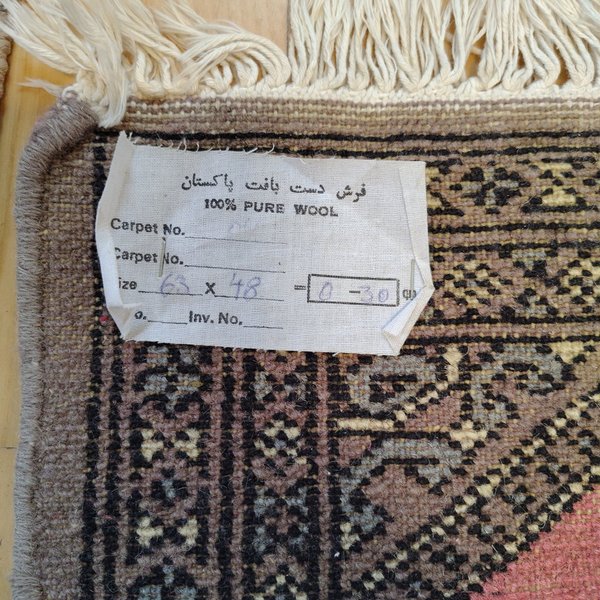 فرش دست بافت پاکستان
100% PURE WOOL
Carpet No.
Carpet No.
ize 63 x 48 = 0 - 30
o. Inv. No.